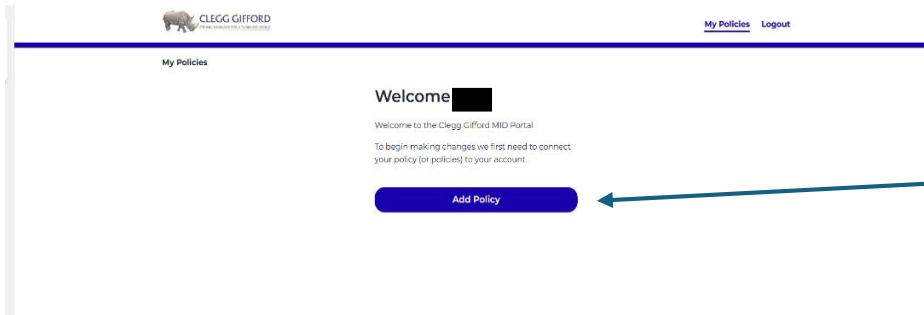 CLEGG GIFFORD
My Policies Logout
My Policies
Welcome
Welcome to the Clegg Gifford MID Portal
To begin making changes we first need to connect
your policy (or policies) to your account.
Add Policy